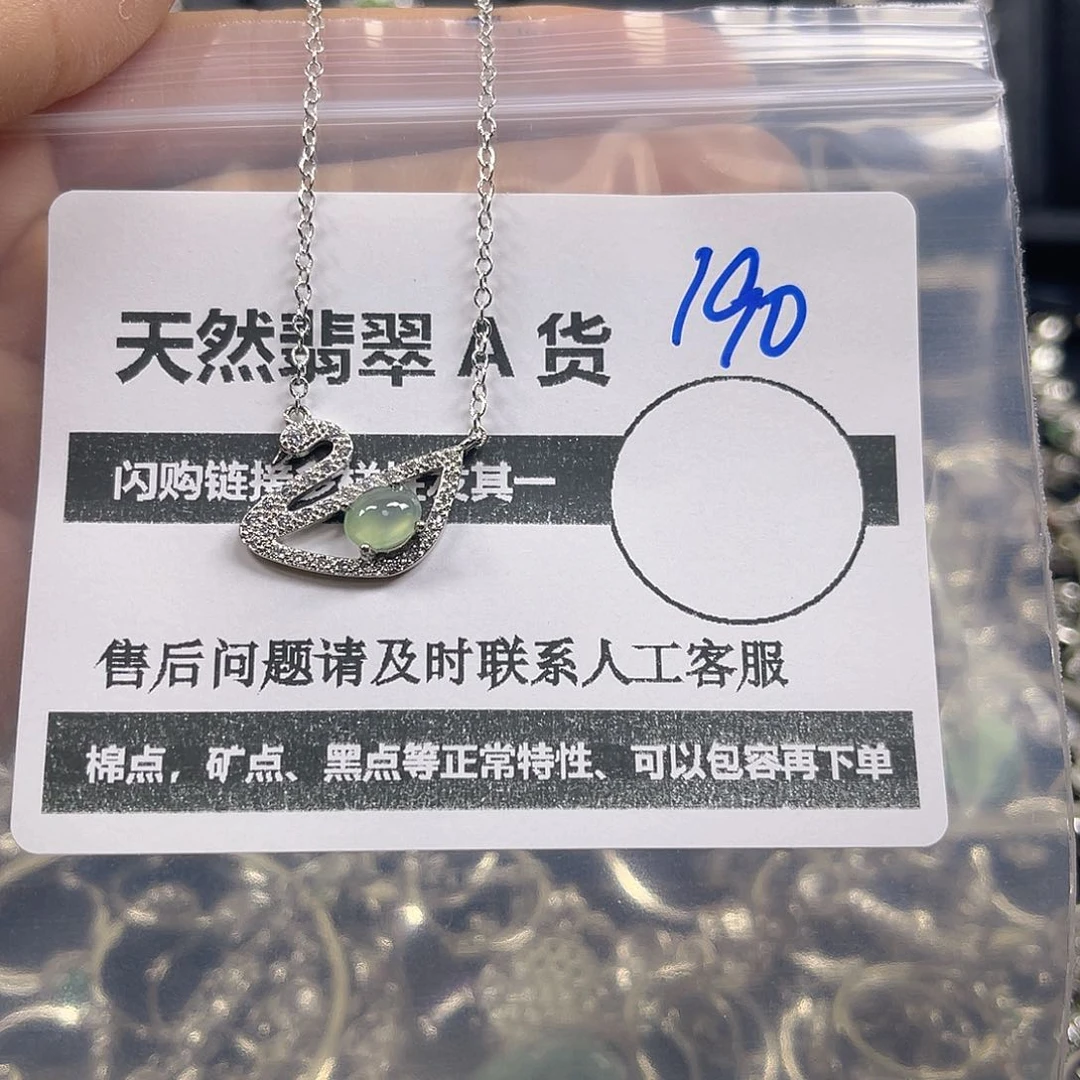 190
天然翡翠 A 货
闪购链接 其一
售后问题请及时联系人工客服
棉点，矿点、黑点等正常特性、可以包容再下单